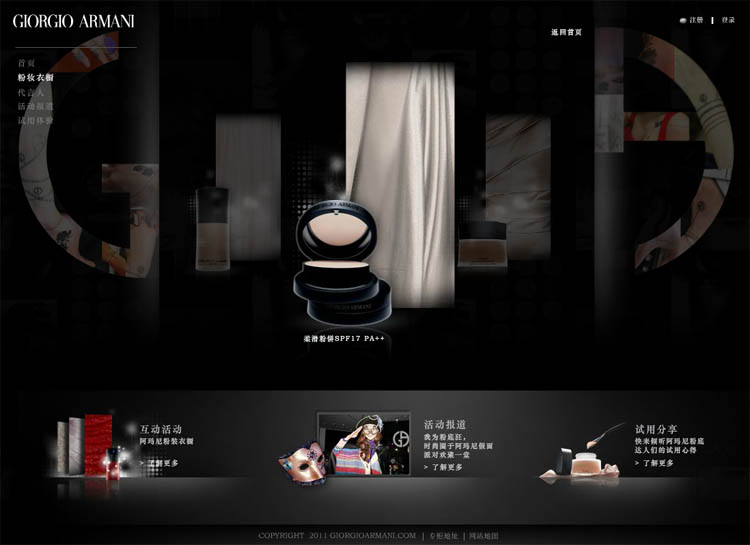 GIORGIO ARMANI
注册 登录
返回首页
首页
粉妆衣橱
代言人
活动报道
试用体验
GIORGIO ARMANI
GIORGIO ARMANI
柔滑粉饼SPF17 PA++
互动活动
阿玛尼粉装衣橱
> 了解更多
活动报道
我为粉底狂，
时尚圈于阿玛尼假面
派对欢聚一堂
> 了解更多
试用分享
快来倾听阿玛尼粉底
达人们的试用心得
> 了解更多
COPYRIGHT 2011 GIORGIOARMANI.COM | 专柜地址 | 网站地图